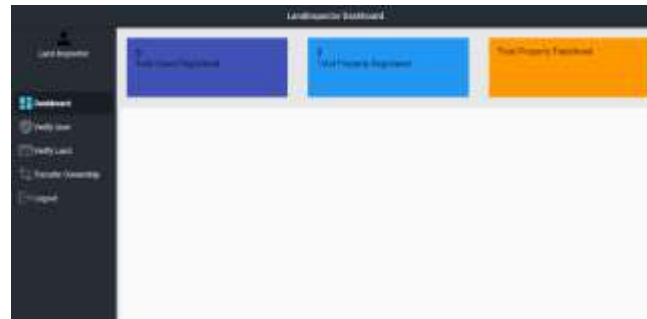 LandInspector Dashboard
Land Inspector
Total Users Registered
Total Property Registered
Total Property Transfered
Dashboard
Verify User
Verify Land
Transfer Ownership
Logout